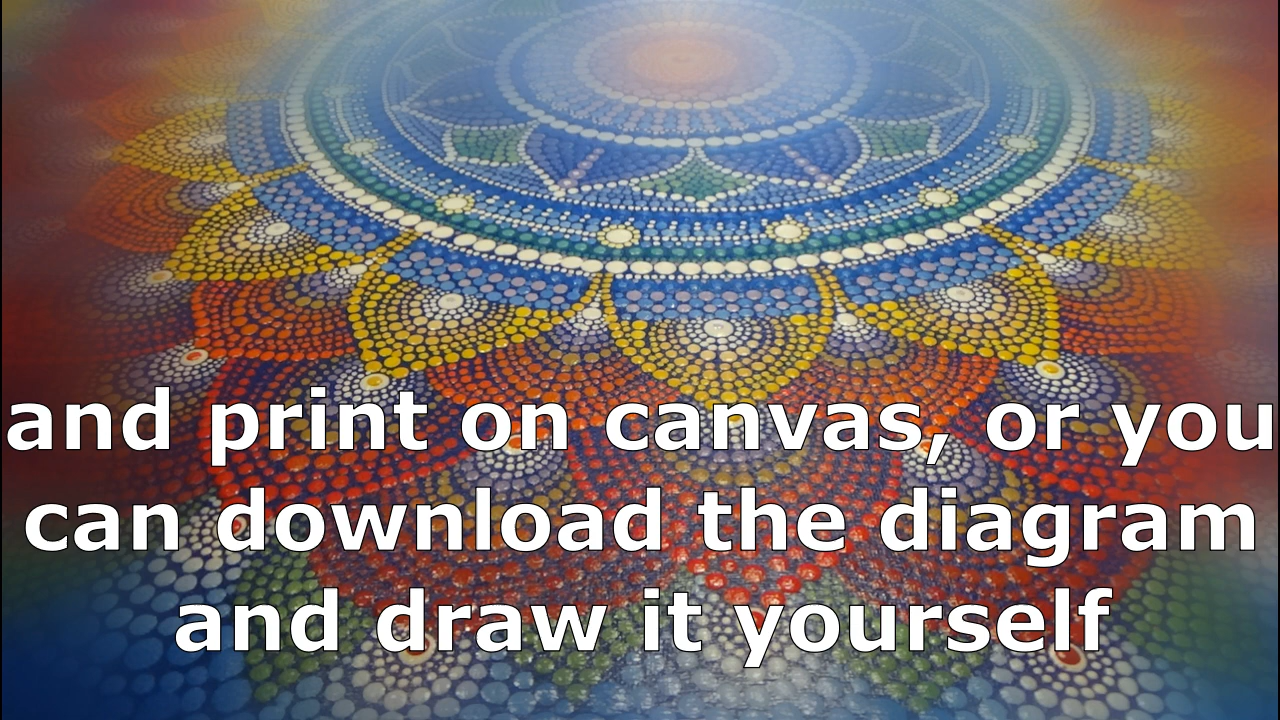 and print on canvas, or you
can download the diagram
and draw it yourself